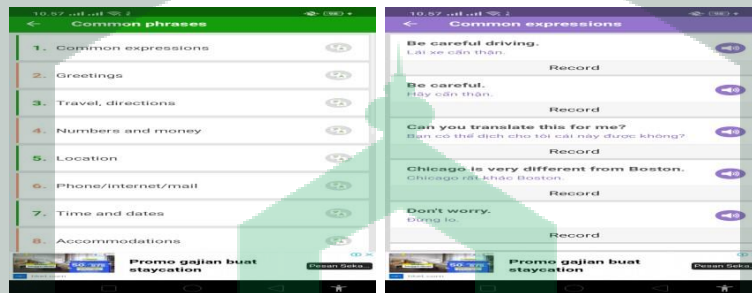 10.57
← Common phrases
1. Common expressions
2. Greetings
3. Travel, directions
4. Numbers and money
5. Location
6. Phone/internet/mail
7. Time and dates
8. Accommodations
Promo gajian buat
staycation
Pesan Seka...
10.57
← Common expressions
Be careful driving.
Lái xe cẩn thận.
Record
Be careful.
Hãy cẩn thận.
Record
Can you translate this for me?
Bạn có thể dịch cho tôi cái này được không?
Record
Chicago is very different from Boston.
Chicago rất khác Boston.
Record
Don't worry.
Đừng lo.
Record
Promo gajian buat
staycation
Pesan Seka...